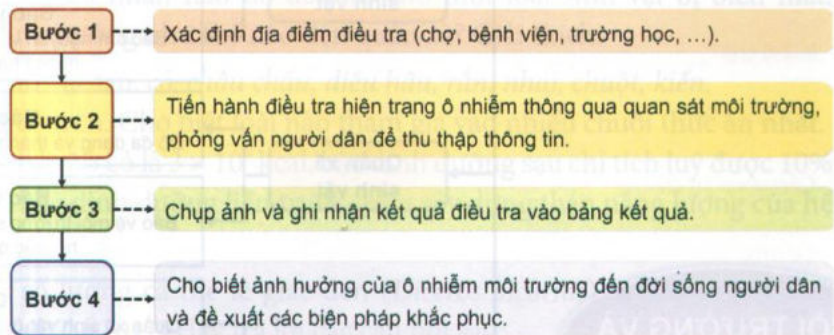 Bước 1
Xác định địa điểm điều tra (chợ, bệnh viện, trường học, …).
Bước 2
Tiến hành điều tra hiện trạng ô nhiễm thông qua quan sát môi trường,
phỏng vấn người dân để thu thập thông tin.
Bước 3
Chụp ảnh và ghi nhận kết quả điều tra vào bảng kết quả.
Bước 4
Cho biết ảnh hưởng của ô nhiễm môi trường đến đời sống người dân
và đề xuất các biện pháp khắc phục.